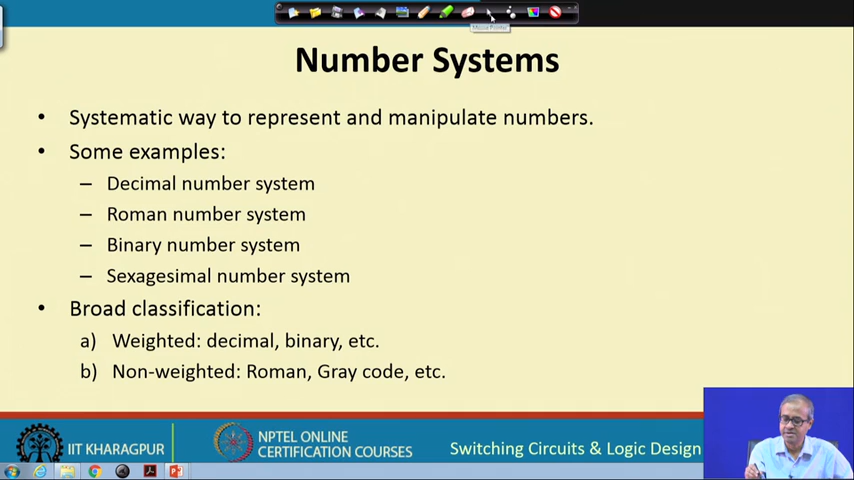 Mouse Pointer
Number Systems
• Systematic way to represent and manipulate numbers.
• Some examples:
– Decimal number system
– Roman number system
– Binary number system
– Sexagesimal number system
• Broad classification:
a) Weighted: decimal, binary, etc.
b) Non-weighted: Roman, Gray code, etc.
IIT KHARAGPUR
NPTEL ONLINE
CERTIFICATION COURSES
Switching Circuits & Logic Design